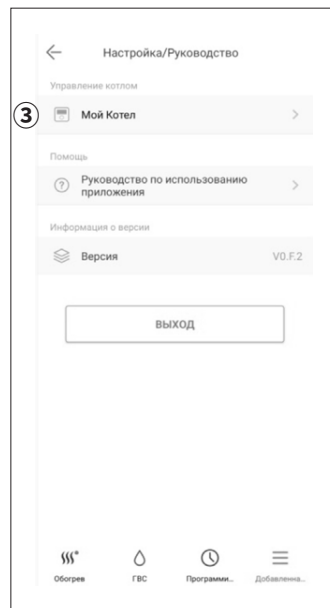 Настройка/Руководство
Управление котлом
③ Мой Котел
Помощь
Руководство по использованию
приложения
Информация о версии
Версия V0.F.2
ВЫХОД
Обогрев ГВС Программи... Добавленна...